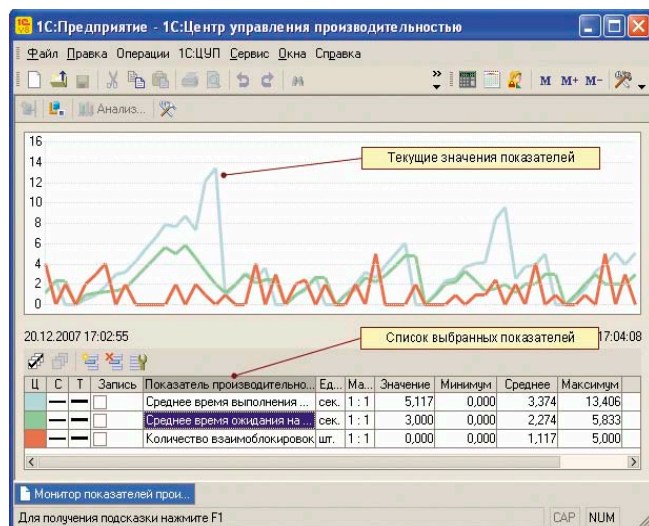 1С:Предприятие - 1С:Центр управления производительностью
Файл Правка Операции 1С:ЦУП Сервис Окна Справка
M M+ M-
Анализ...
16
14
12
10
8
6
4
2
0
Текущие значения показателей
20.12.2007 17:02:55
Список выбранных показателей
17:04:08
Ц С Т Запись Показатель производительно... Ед... Ма... Значение Минимум Среднее Максимум
Среднее время выполнения ... сек. 1 : 1 5,117 0,000 3,374 13,406
Среднее время ожидания на ... сек. 1 : 1 3,000 0,000 2,274 5,833
Количество взаимоблокировок шт. 1 : 1 0,000 0,000 1,117 5,000
Монитор показателей прои...
Для получения подсказки нажмите F1
CAP NUM